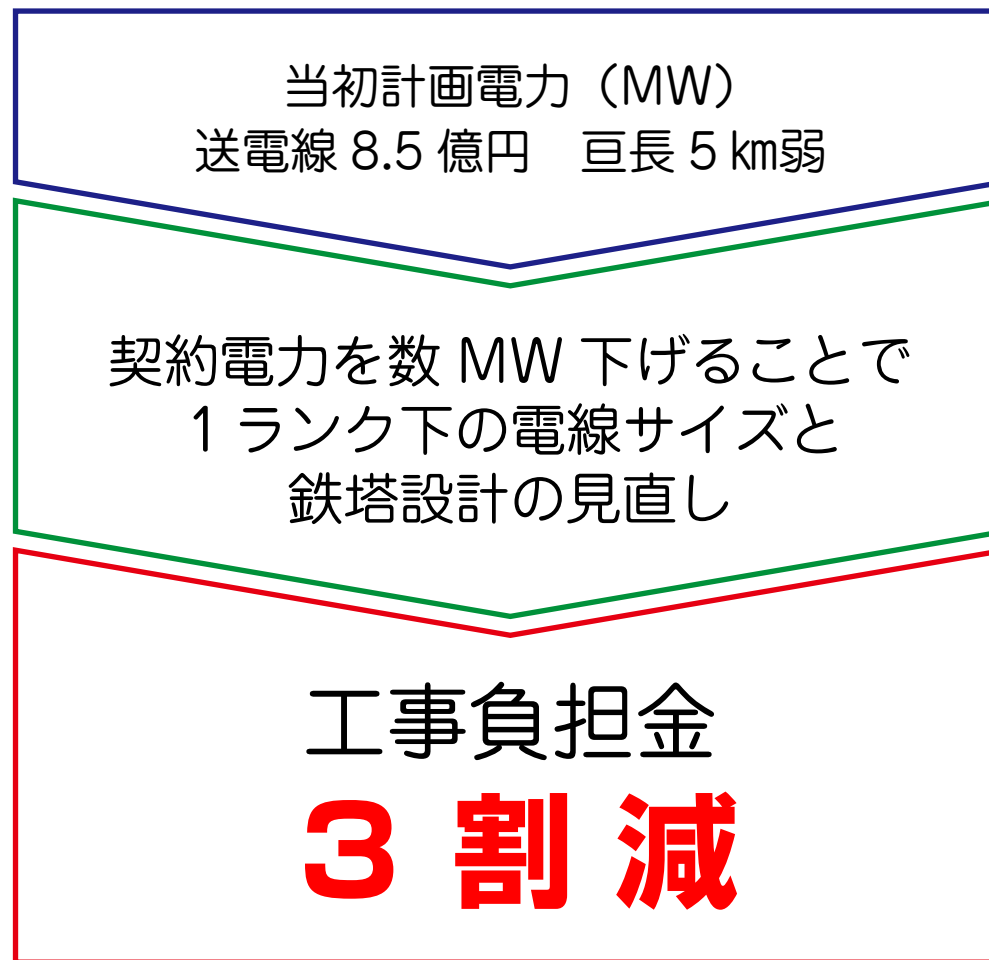 当初計画電力（MW）
送電線 8.5 億円　亘長 5 ㎞弱
契約電力を数 MW 下げることで
1 ランク下の電線サイズと
鉄塔設計の見直し
工事負担金
3 割 減